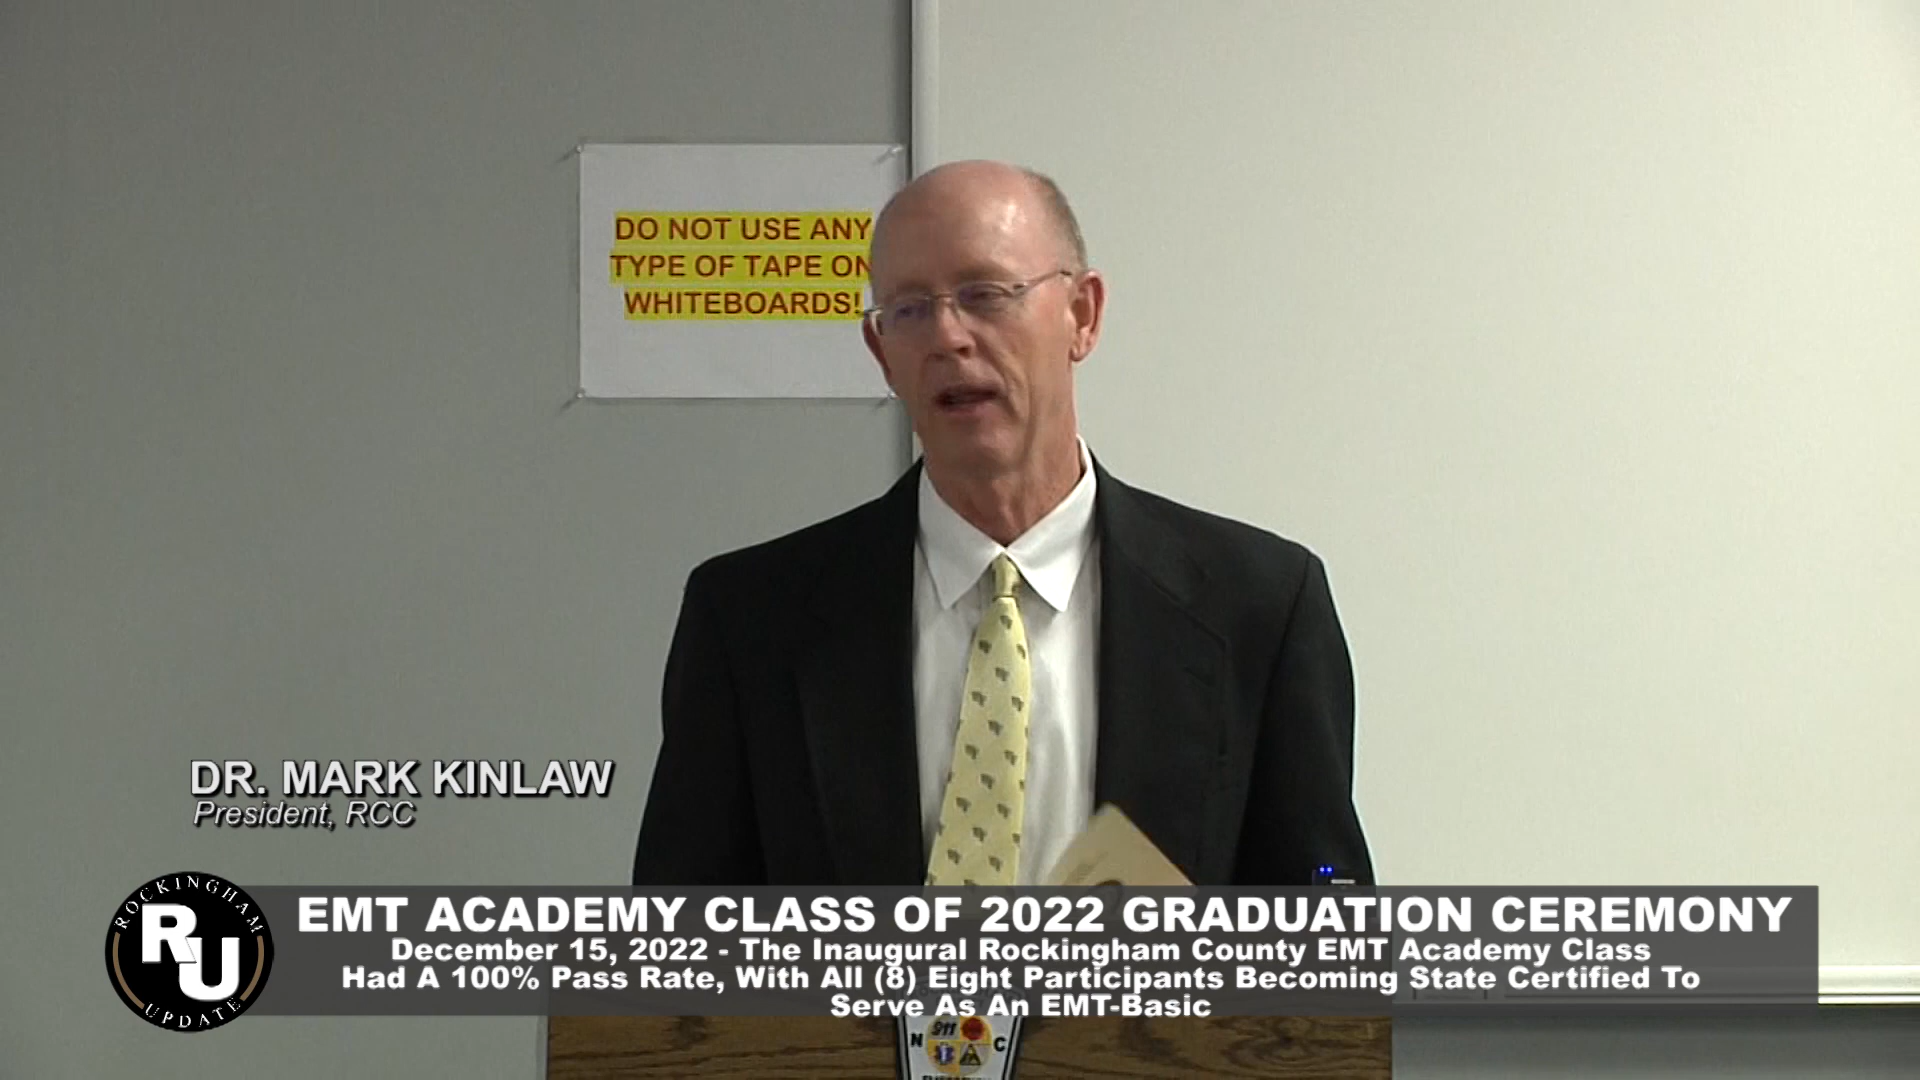 DO NOT USE ANY
TYPE OF TAPE ON
WHITEBOARDS!
DR. MARK KINLAW
President, RCC
ROCKINGHAM
RU
UPDATE
EMT ACADEMY CLASS OF 2022 GRADUATION CEREMONY
December 15, 2022 - The Inaugural Rockingham County EMT Academy Class
Had A 100% Pass Rate, With All (8) Eight Participants Becoming State Certified To
Serve As An EMT-Basic
911
N C